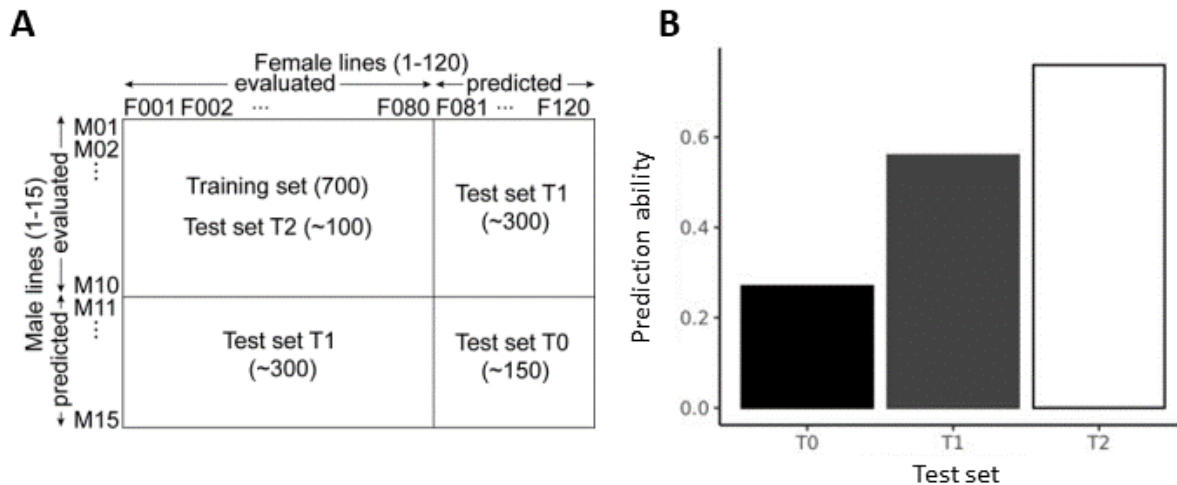 A
Female lines (1-120)
evaluated predicted
F001 F002 ... F080 F081 ... F120
Male lines (1-15)
evaluated
predicted
M01
M02
⋮
M10
M11
⋮
M15
Training set (700)
Test set T2 (~100)
Test set T1
(~300)
Test set T1
(~300)
Test set T0
(~150)
B
Prediction ability
0.6
0.4
0.2
0.0
T0 T1 T2
Test set